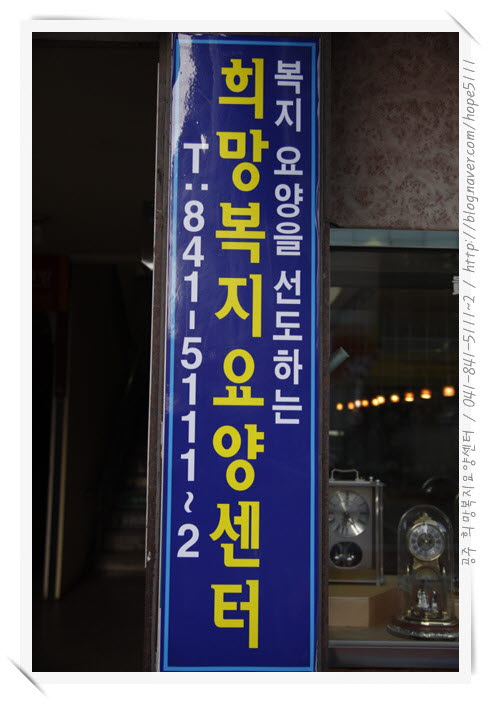 복지 요양을 선도하는
희망복지요양센터
T:841-5111~2
공주 희망복지요양센터 / 041-841-5111~2 / http://blog.naver.com/hope5111